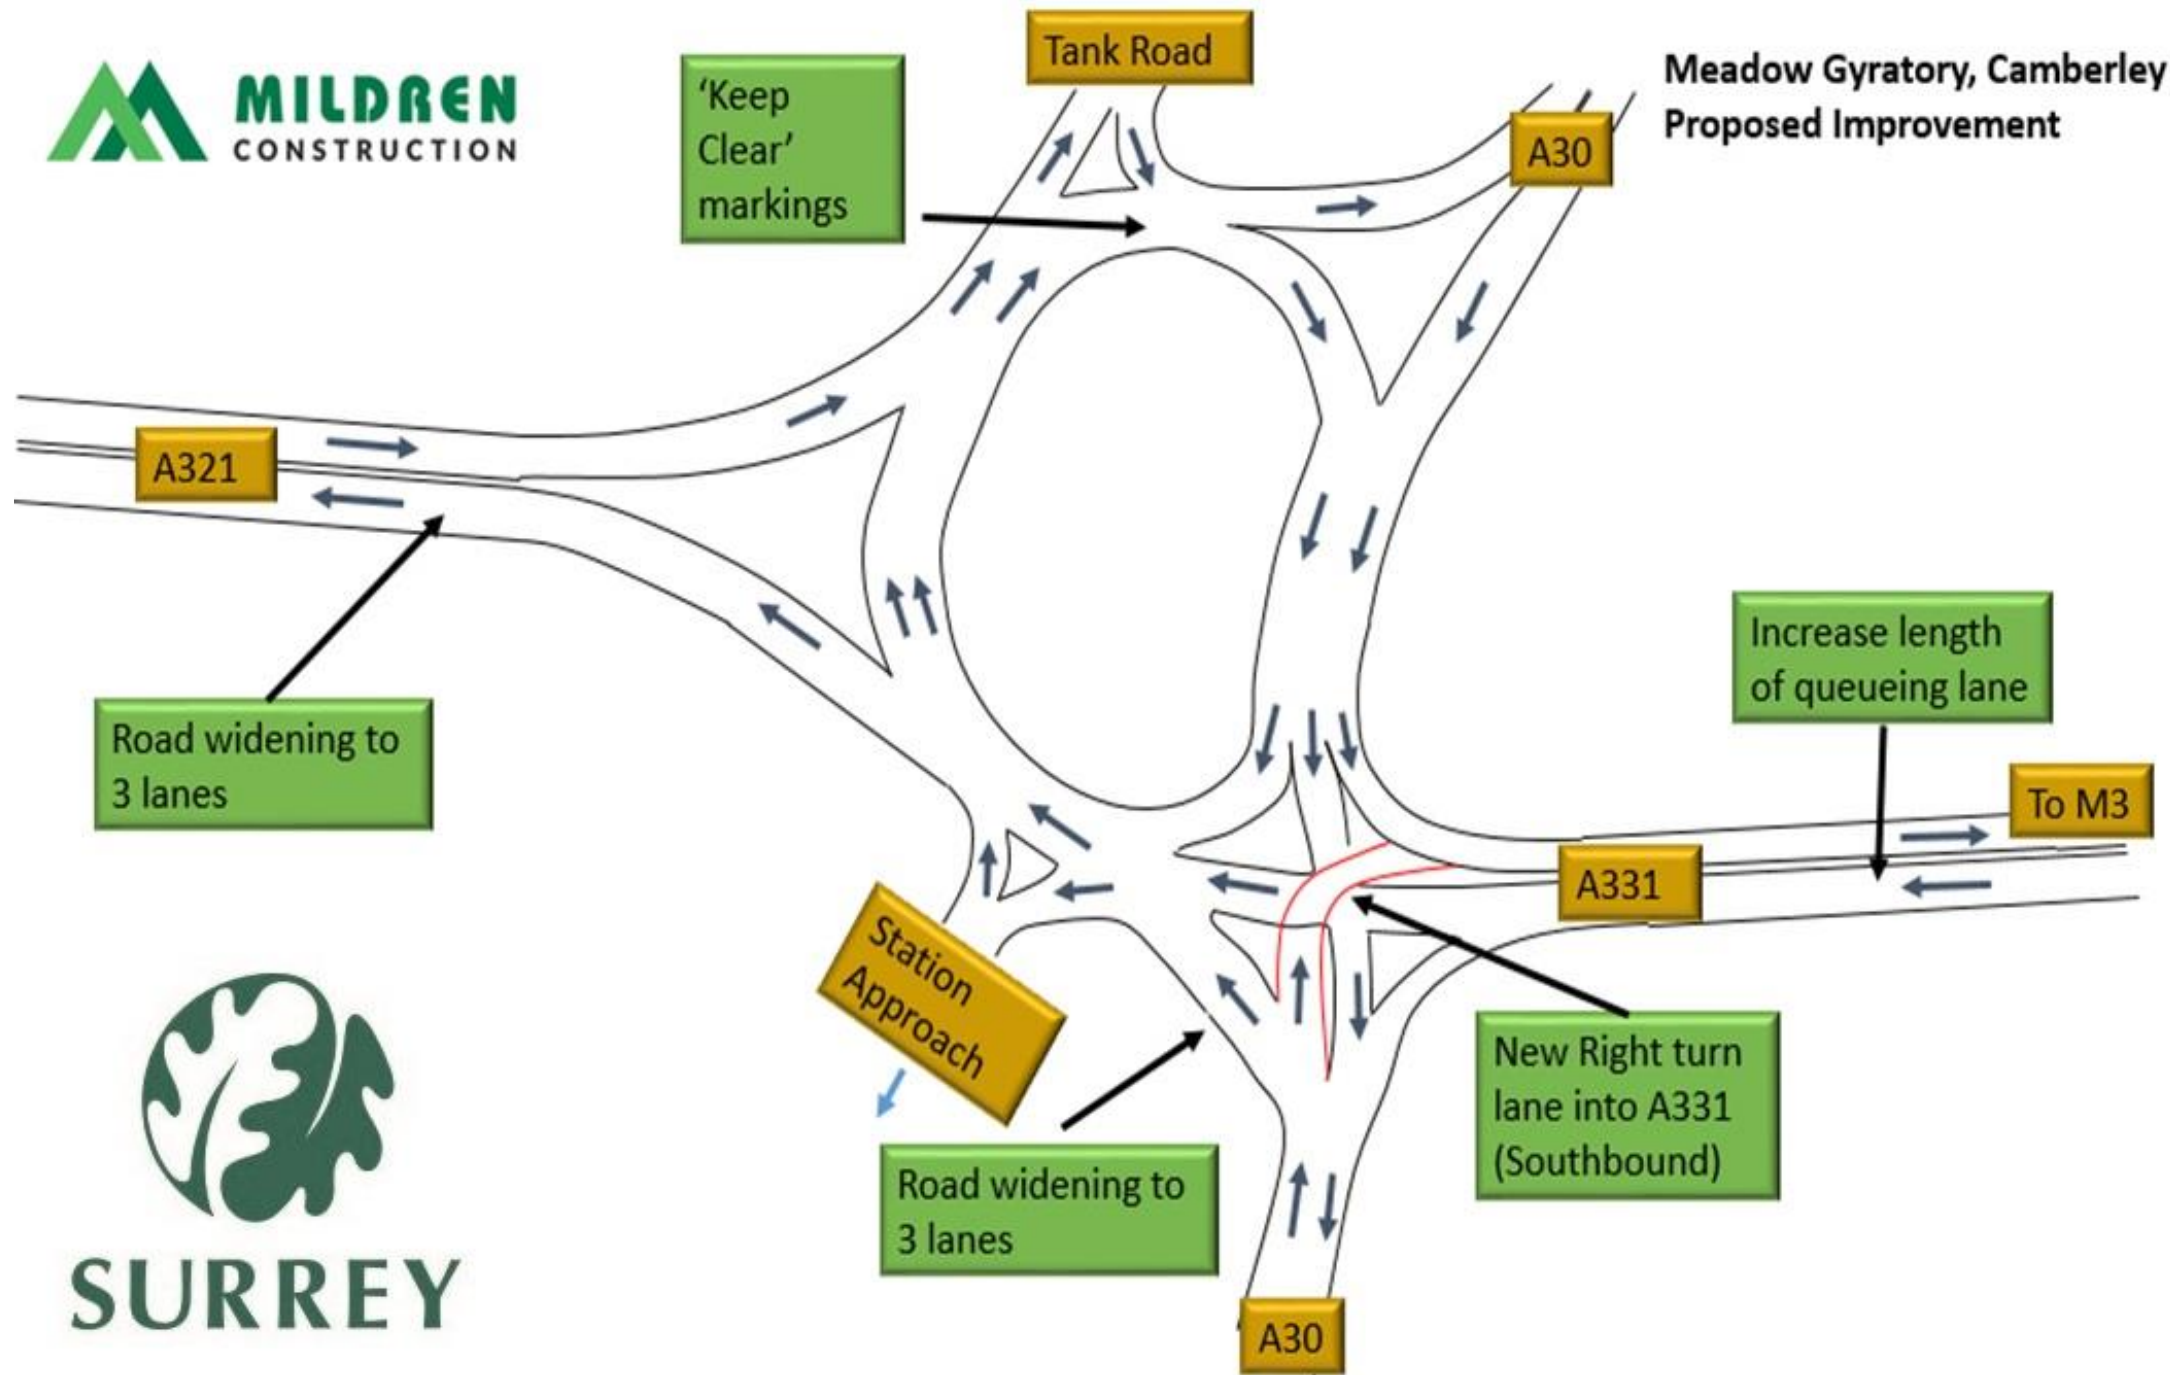 MILDREN
CONSTRUCTION
'Keep
Clear'
markings
Tank Road
A30
Meadow Gyratory, Camberley
Proposed Improvement
A321
Road widening to
3 lanes
Increase length
of queueing lane
To M3
A331
Station
Approach
New Right turn
lane into A331
(Southbound)
Road widening to
3 lanes
A30
SURREY